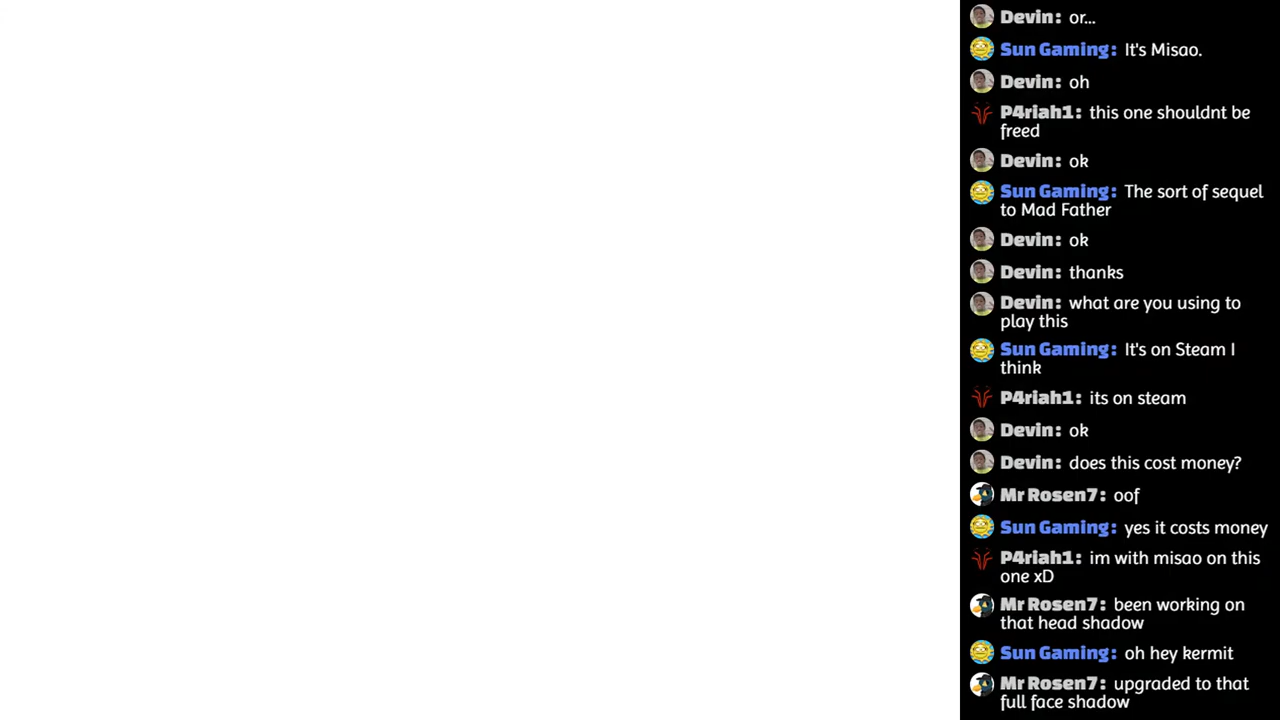 Devin: or...
Sun Gaming: It's Misao.
Devin: oh
P4riah1: this one shouldnt be
freed
Devin: ok
Sun Gaming: The sort of sequel
to Mad Father
Devin: ok
Devin: thanks
Devin: what are you using to
play this
Sun Gaming: It's on Steam I
think
P4riah1: its on steam
Devin: ok
Devin: does this cost money?
Mr Rosen7: oof
Sun Gaming: yes it costs money
P4riah1: im with misao on this
one xD
Mr Rosen7: been working on
that head shadow
Sun Gaming: oh hey kermit
Mr Rosen7: upgraded to that
full face shadow